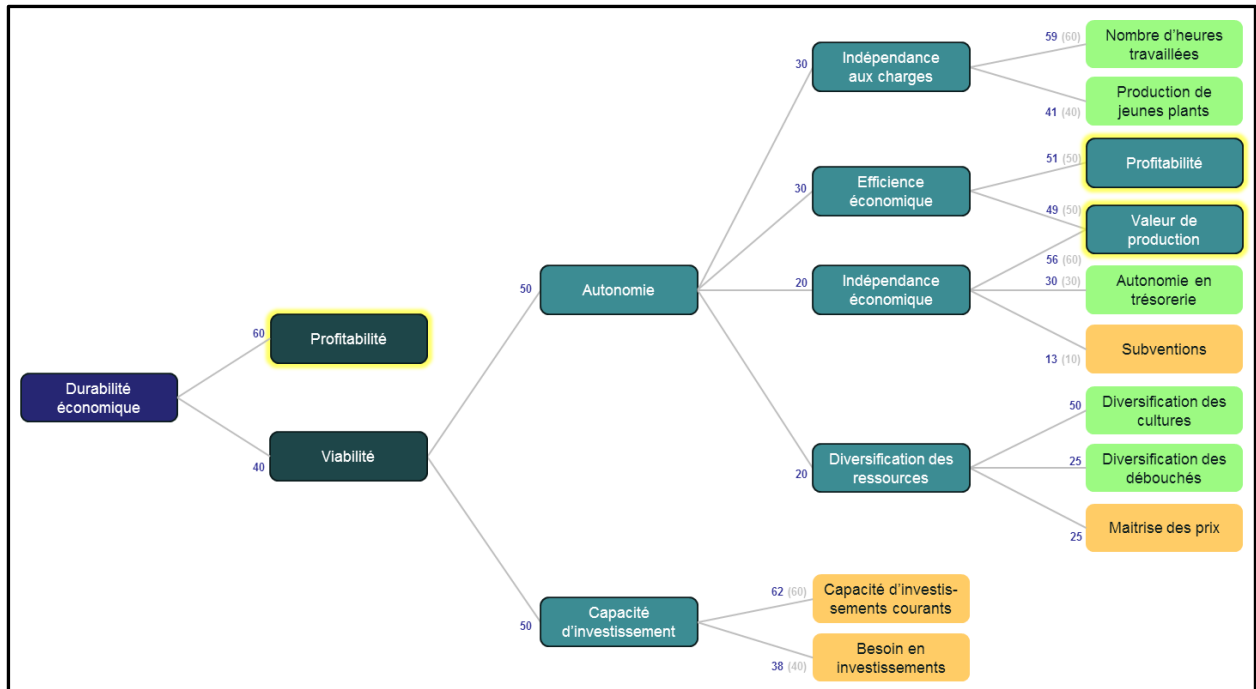 59 (60)
Nombre d'heures
travaillées
30
Indépendance
aux charges
41 (40)
Production de
jeunes plants
51 (50)
Profitabilité
30
Efficience
économique
49 (50)
Valeur de
production
56 (60)
50
Autonomie
20
Indépendance
économique
30 (30)
Autonomie en
trésorerie
60
Profitabilité
13 (10)
Subventions
Durabilité
économique
50
Diversification des
cultures
40
Viabilité
20
Diversification des
ressources
25
Diversification des
débouchés
25
Maitrise des prix
62 (60)
Capacité d'investis-
sements courants
50
Capacité
d'investissement
38 (40)
Besoin en
investissements